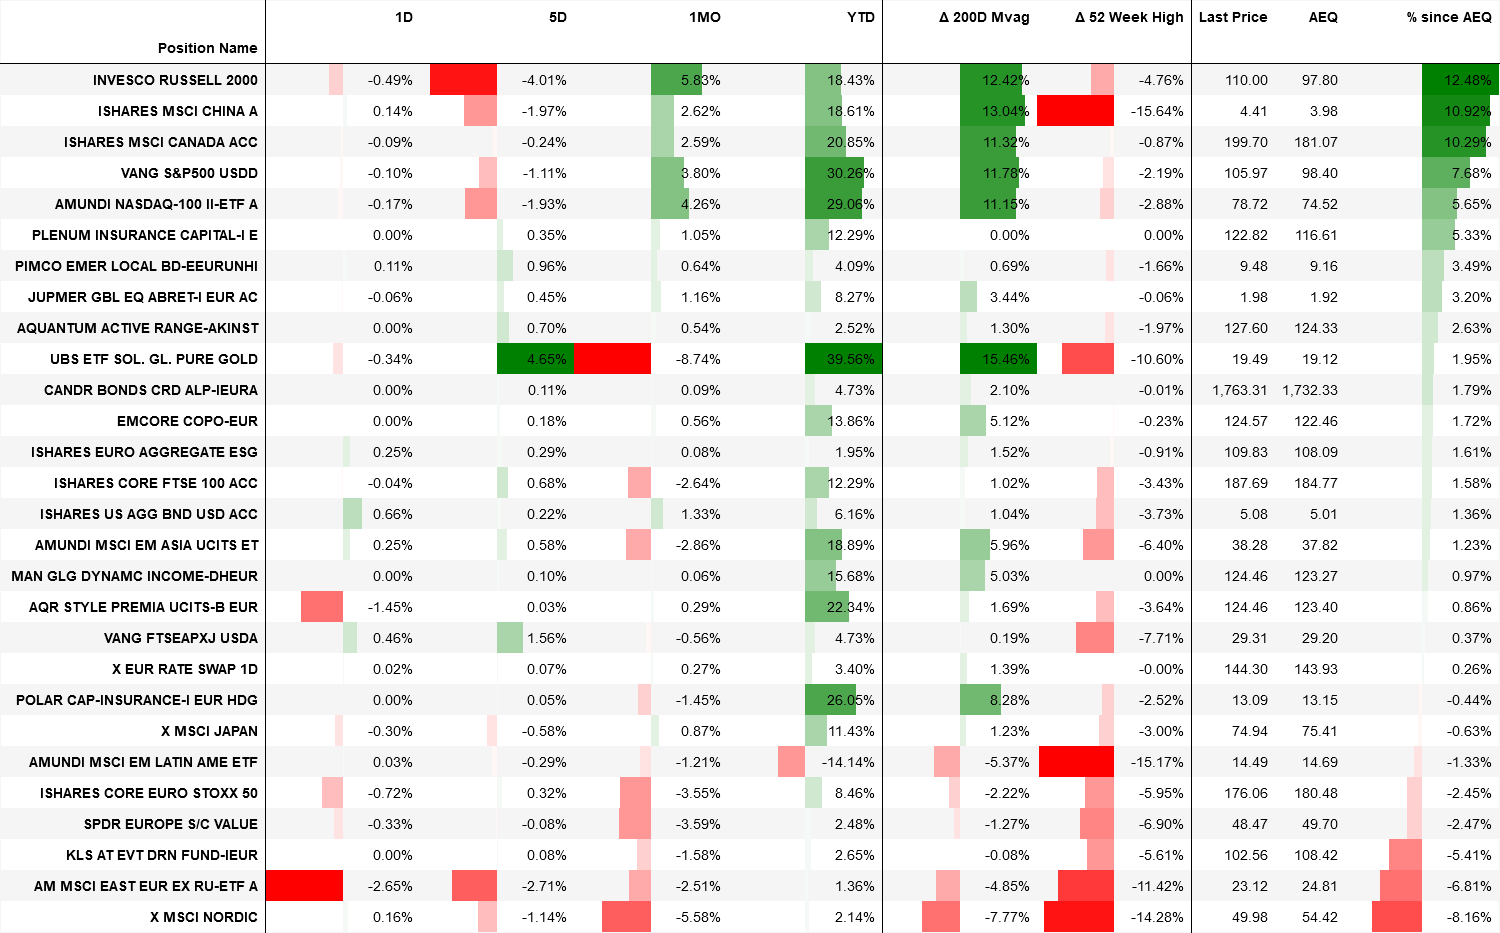 1D 5D 1MO YTD Δ 200D Mvag Δ 52 Week High Last Price AEQ % since AEQ
Position Name
INVESCO RUSSELL 2000 -0.49% -4.01% 5.83% 18.43% 12.42% -4.76% 110.00 97.80 12.48%
ISHARES MSCI CHINA A 0.14% -1.97% 2.62% 18.61% 13.04% -15.64% 4.41 3.98 10.92%
ISHARES MSCI CANADA ACC -0.09% -0.24% 2.59% 20.85% 11.32% -0.87% 199.70 181.07 10.29%
VANG S&P500 USDD -0.10% -1.11% 3.80% 30.26% 11.78% -2.19% 105.97 98.40 7.68%
AMUNDI NASDAQ-100 II-ETF A -0.17% -1.93% 4.26% 29.06% 11.15% -2.88% 78.72 74.52 5.65%
PLENUM INSURANCE CAPITAL-I E 0.00% 0.35% 1.05% 12.29% 0.00% 0.00% 122.82 116.61 5.33%
PIMCO EMER LOCAL BD-EEURUNHI 0.11% 0.96% 0.64% 4.09% 0.69% -1.66% 9.48 9.16 3.49%
JUPMER GBL EQ ABRET-I EUR AC -0.06% 0.45% 1.16% 8.27% 3.44% -0.06% 1.98 1.92 3.20%
AQUANTUM ACTIVE RANGE-AKINST 0.00% 0.70% 0.54% 2.52% 1.30% -1.97% 127.60 124.33 2.63%
UBS ETF SOL. GL. PURE GOLD -0.34% 4.65% -8.74% 39.56% 15.46% -10.60% 19.49 19.12 1.95%
CANDR BONDS CRD ALP-IEURA 0.00% 0.11% 0.09% 4.73% 2.10% -0.01% 1,763.31 1,732.33 1.79%
EMCORE COPO-EUR 0.00% 0.18% 0.56% 13.86% 5.12% -0.23% 124.57 122.46 1.72%
ISHARES EURO AGGREGATE ESG 0.25% 0.29% 0.08% 1.95% 1.52% -0.91% 109.83 108.09 1.61%
ISHARES CORE FTSE 100 ACC -0.04% 0.68% -2.64% 12.29% 1.02% -3.43% 187.69 184.77 1.58%
ISHARES US AGG BND USD ACC 0.66% 0.22% 1.33% 6.16% 1.04% -3.73% 5.08 5.01 1.36%
AMUNDI MSCI EM ASIA UCITS ET 0.25% 0.58% -2.86% 18.89% 5.96% -6.40% 38.28 37.82 1.23%
MAN GLG DYNAMC INCOME-DHEUR 0.00% 0.10% 0.06% 15.68% 5.03% 0.00% 124.46 123.27 0.97%
AQR STYLE PREMIA UCITS-B EUR -1.45% 0.03% 0.29% 22.34% 1.69% -3.64% 124.46 123.40 0.86%
VANG FTSEAPXJ USDA 0.46% 1.56% -0.56% 4.73% 0.19% -7.71% 29.31 29.20 0.37%
X EUR RATE SWAP 1D 0.02% 0.07% 0.27% 3.40% 1.39% -0.00% 144.30 143.93 0.26%
POLAR CAP-INSURANCE-I EUR HDG 0.00% 0.05% -1.45% 26.05% 8.28% -2.52% 13.09 13.15 -0.44%
X MSCI JAPAN -0.30% -0.58% 0.87% 11.43% 1.23% -3.00% 74.94 75.41 -0.63%
AMUNDI MSCI EM LATIN AME ETF 0.03% -0.29% -1.21% -14.14% -5.37% -15.17% 14.49 14.69 -1.33%
ISHARES CORE EURO STOXX 50 -0.72% 0.32% -3.55% 8.46% -2.22% -5.95% 176.06 180.48 -2.45%
SPDR EUROPE S/C VALUE -0.33% -0.08% -3.59% 2.48% -1.27% -6.90% 48.47 49.70 -2.47%
KLS AT EVT DRN FUND-IEUR 0.00% 0.08% -1.58% 2.65% -0.08% -5.61% 102.56 108.42 -5.41%
AM MSCI EAST EUR EX RU-ETF A -2.65% -2.71% -2.51% 1.36% -4.85% -11.42% 23.12 24.81 -6.81%
X MSCI NORDIC 0.16% -1.14% -5.58% 2.14% -7.77% -14.28% 49.98 54.42 -8.16%